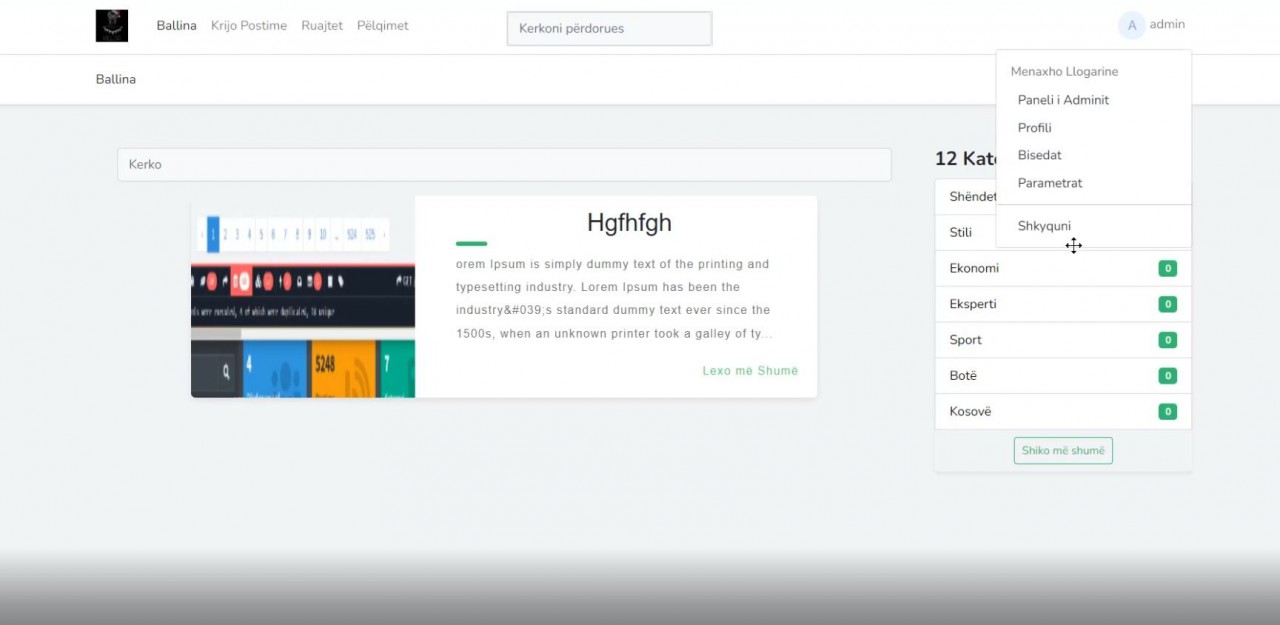 Ballina
Krijo Postime
Ruajtet
Pëlqimet
Kerkoni përdorues
A
admin
Ballina
Menaxho Llogarine
Paneli i Adminit
Profili
Bisedat
Parametrat
Shkyquni
Kerko
1 2 3 4 5 6 7 8 9 10 ... 524 525
4
5248
7
Hgfhfgh
orem Ipsum is simply dummy text of the printing and
typesetting industry. Lorem Ipsum has been the
industry&#039;s standard dummy text ever since the
1500s, when an unknown printer took a galley of ty...
Lexo më Shumë
12
Stili
Ekonomi 0
Eksperti 0
Sport 0
Botë 0
Kosovë 0
Shiko më shumë